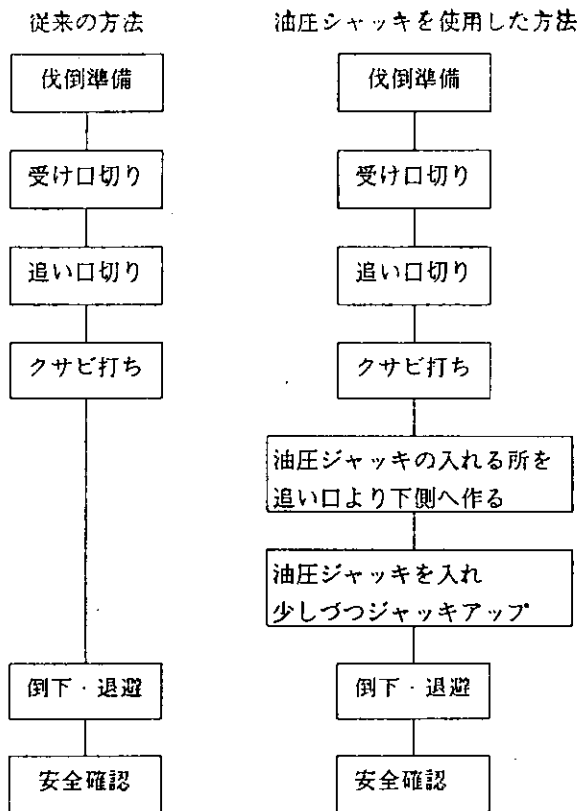 従来の方法
伐倒準備
受け口切り
追い口切り
クサビ打ち
倒下・退避
安全確認
油圧ジャッキを使用した方法
伐倒準備
受け口切り
追い口切り
クサビ打ち
油圧ジャッキの入れる所を
追い口より下側へ作る
油圧ジャッキを入れ
少しづつジャッキアップ
倒下・退避
安全確認